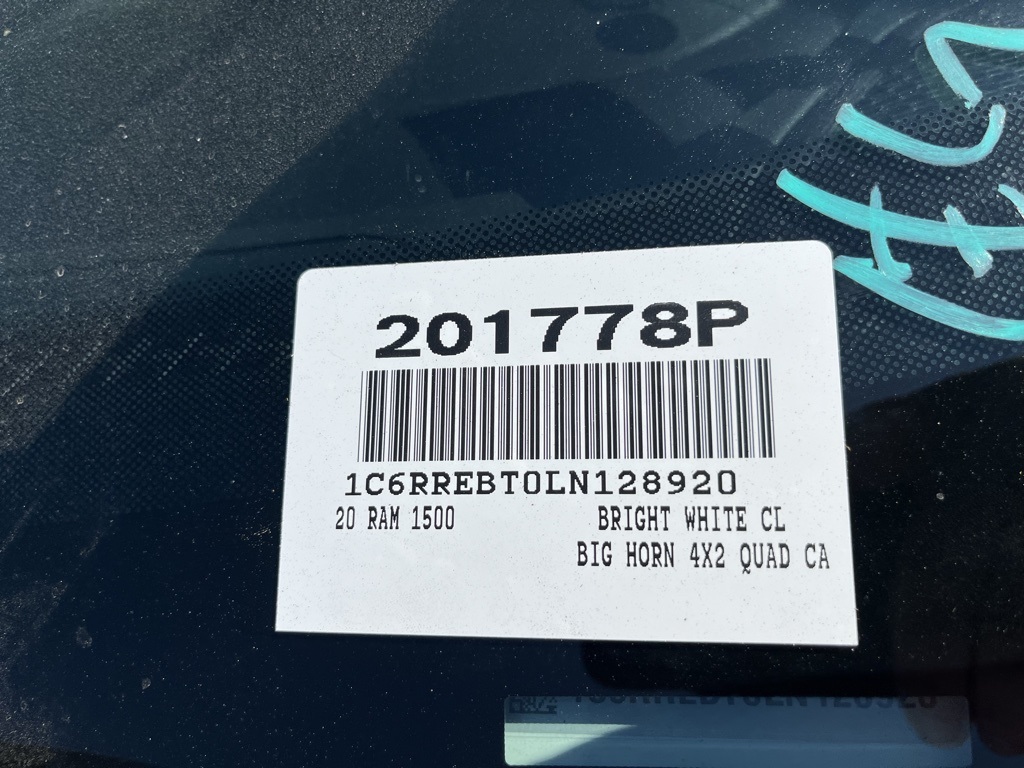 201778P
1C6RREBT0LN128920
20 RAM 1500 BRIGHT WHITE CL
BIG HORN 4X2 QUAD CA